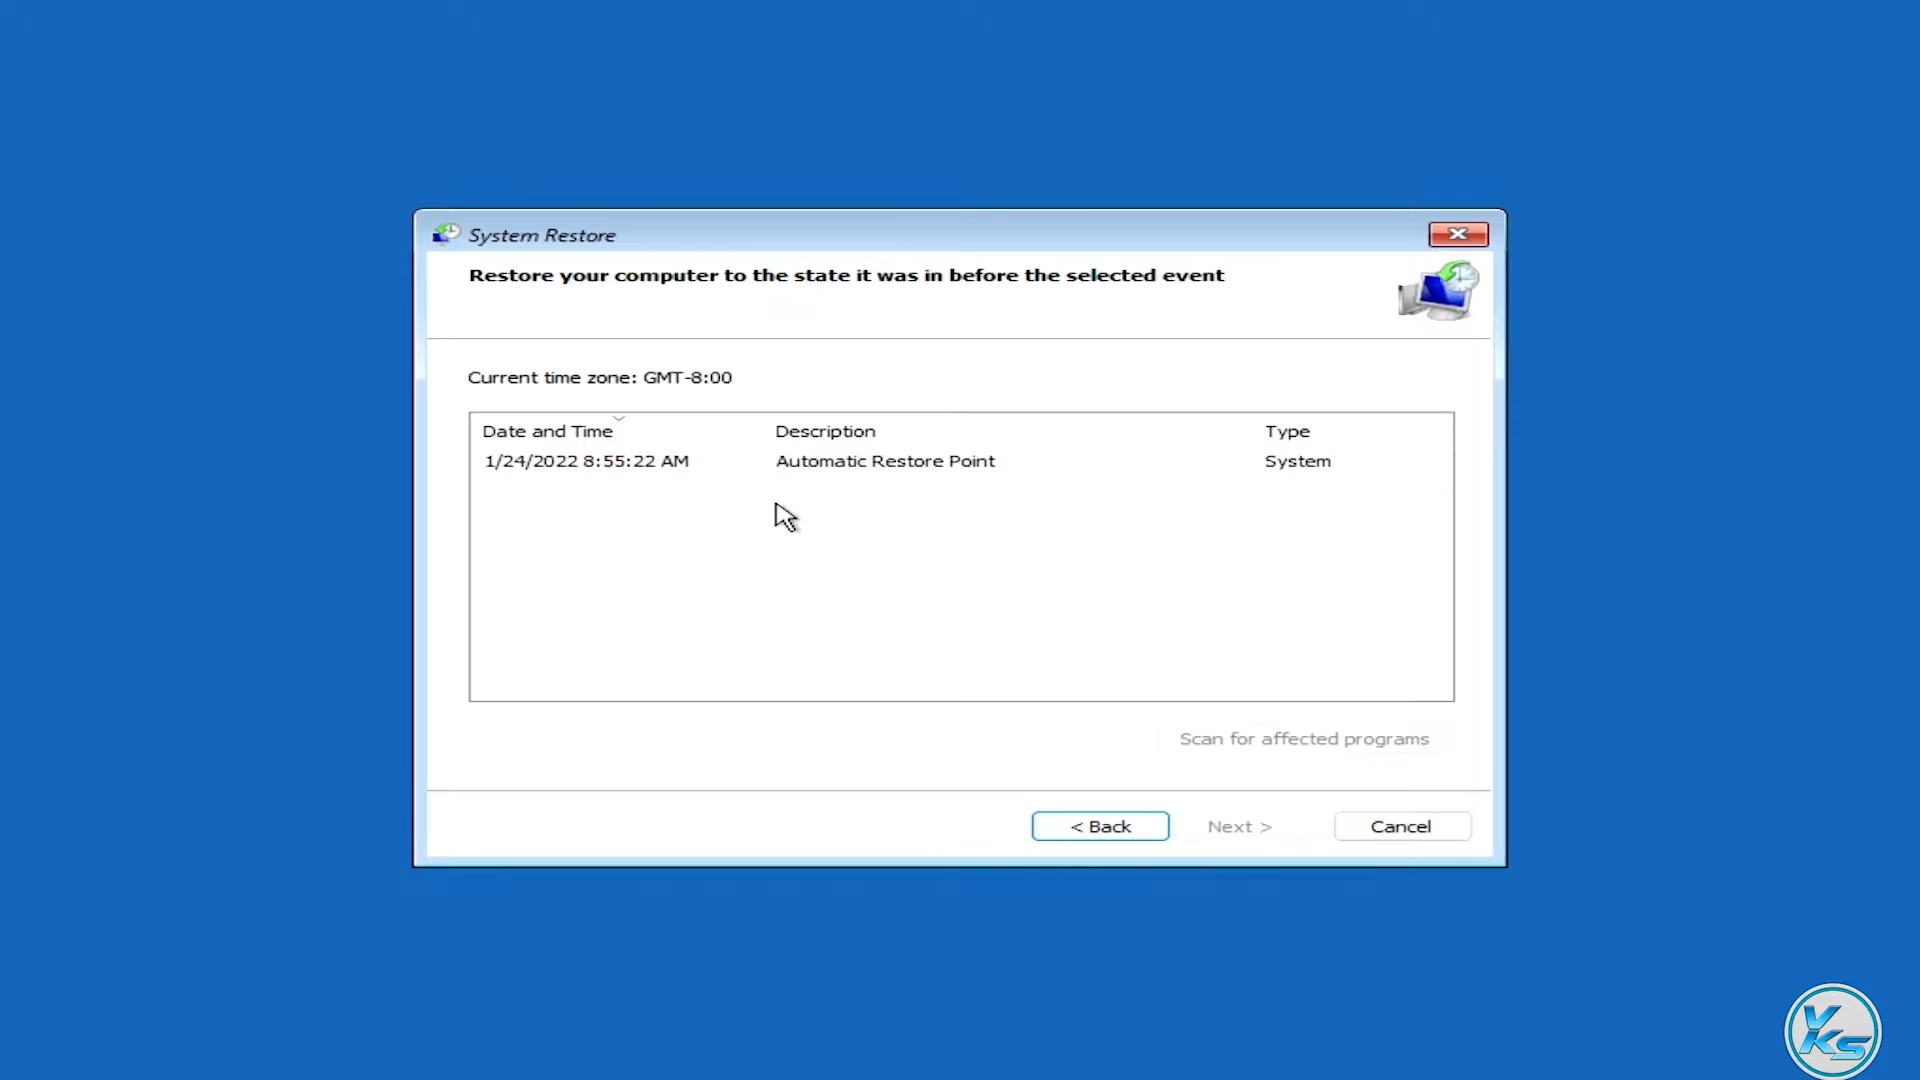 System Restore
Restore your computer to the state it was in before the selected event
Current time zone: GMT-8:00
Date and Time Description Type
1/24/2022 8:55:22 AM Automatic Restore Point System
Scan for affected programs
< Back Next > Cancel
VKS